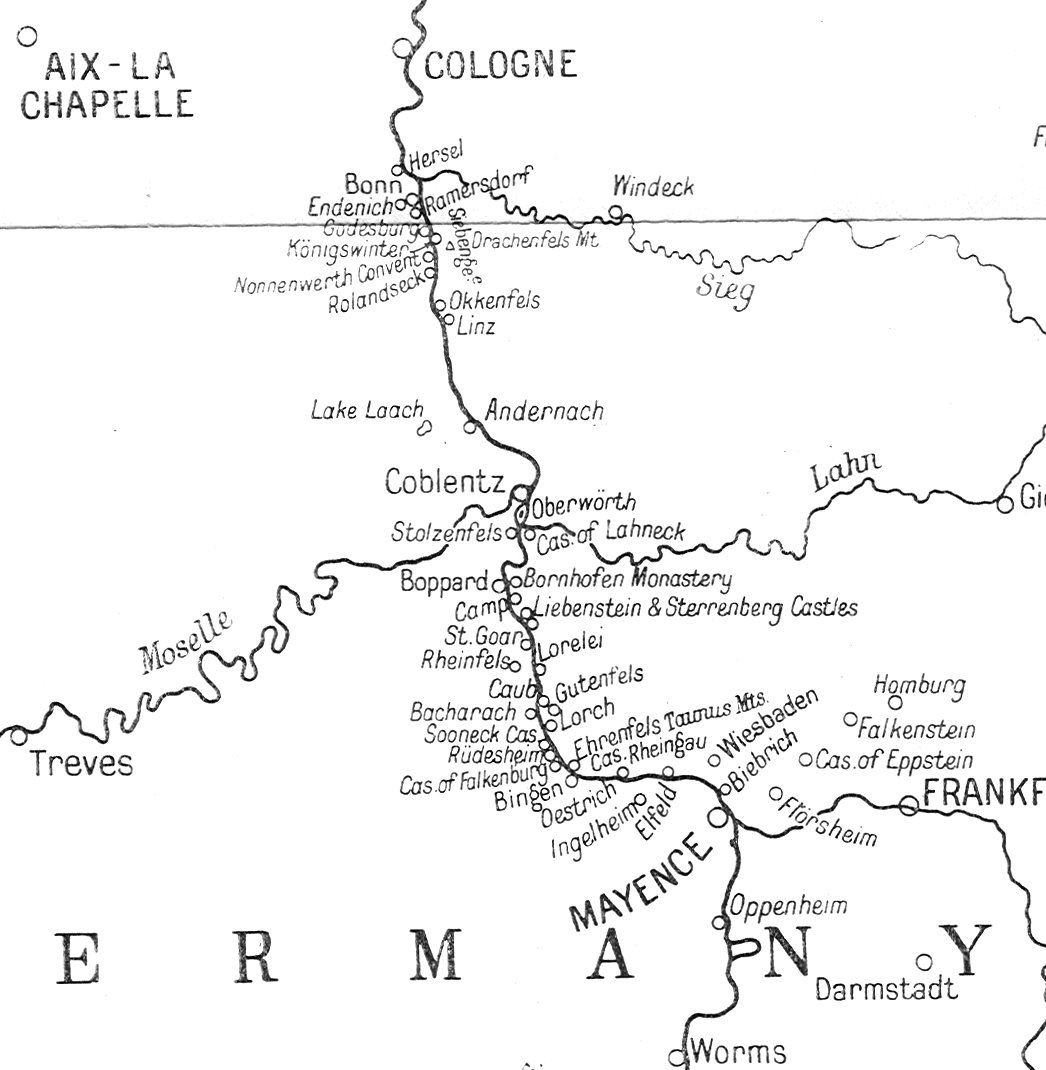 AIX-LA
CHAPELLE
COLOGNE
Hersel
Bonn
Ramersdorf
Windeck
Endenich
Godesburg
Drachenfels Mt
Königswinter
Nonnenwerth Convent
Rolandseck
Sieg
Okkenfels
Linz
Lake Laach
Andernach
Coblentz
Lahn
Oberwörth
Stolzenfels
Cas. of Lahneck
Boppard
Bornhofen Monastery
Camp
Liebenstein & Sterrenberg Castles
St. Goar
Lorelei
Rheinfels
Moselle
Caub
Gutenfels
Homburg
Bacharach
Lorch
Falkenstein
Sooneck Cas.
Ehrenfels Taunus Mts.
Wiesbaden
Rüdesheim
Cas. Rheingau
Cas. of Eppstein
Treves
Cas. of Falkenburg
Biebrich
Bingen
Oestrich
FRANKF
Ingelheim
Elfeld
Flörsheim
MAYENCE
Oppenheim
E R M A N Y
Darmstadt
Worms